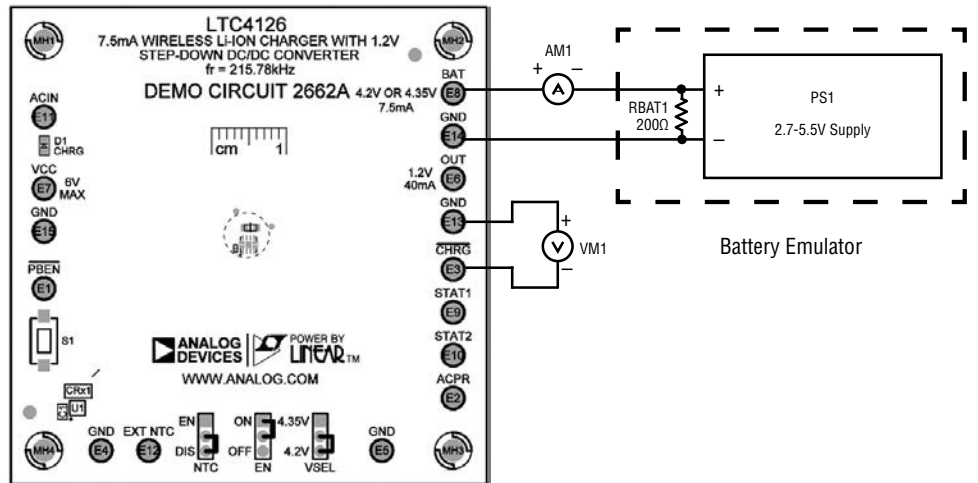 LTC4126
7.5mA WIRELESS Li-ION CHARGER WITH 1.2V
STEP-DOWN DC/DC CONVERTER
fr = 215.78kHz
DEMO CIRCUIT 2662A
MH1
MH2
BAT
4.2V OR 4.35V
E8
7.5mA
GND
E14
OUT
1.2V
40mA
E6
GND
E13
CHRG
E3
STAT1
E9
STAT2
E10
ACPR
E2
ACIN
E11
D1
CHRG
VCC
E7
6V
MAX
GND
E15
PBEN
E1
S1
cm 1
ANALOG
DEVICES
POWER BY
LINEAR TM
WWW.ANALOG.COM
CRx1
U1
MH4
GND
E4
EXT NTC
E12
EN
DIS
NTC
ON
OFF
EN
4.35V
4.2V
VSEL
GND
E5
MH3
AM1
+ –
A
RBAT1
200Ω
+
–
PS1
2.7-5.5V Supply
Battery Emulator
+
V
–
VM1